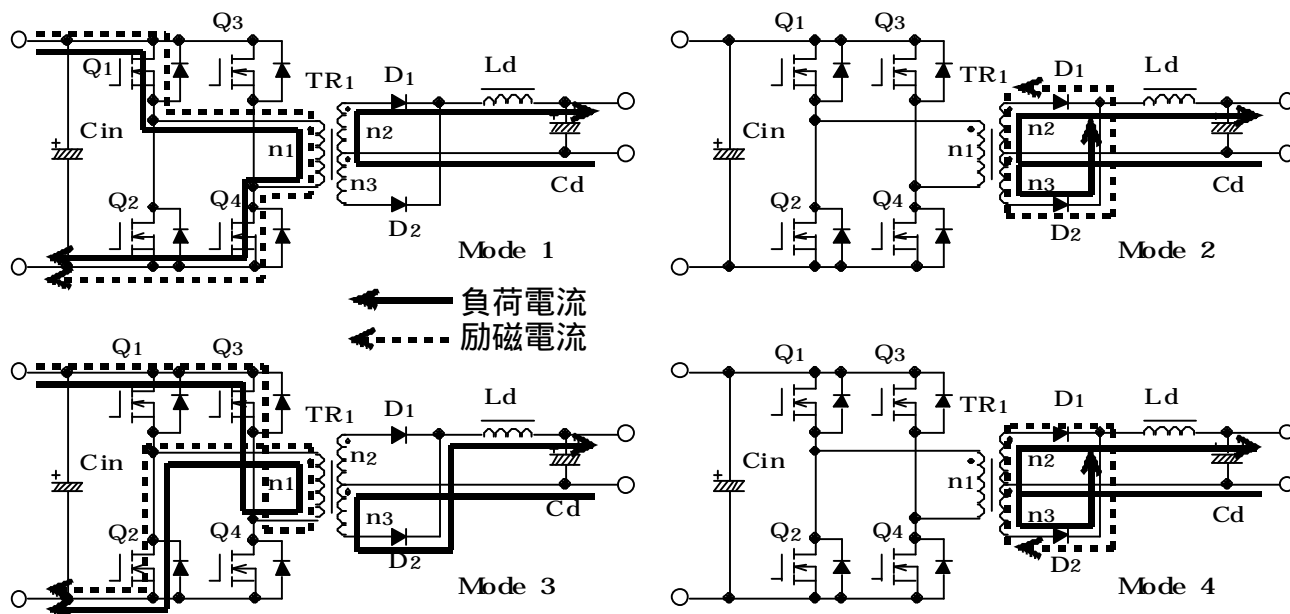 Q1 Q3
TR1 D1 Ld
Cin n1 n2 n3
Q2 Q4 D2 Cd
Mode 1
Q1 Q3
TR1 D1 Ld
Cin n1 n2 n3
Q2 Q4 D2 Cd
Mode 2
負荷電流
励磁電流
Q1 Q3
TR1 D1 Ld
Cin n1 n2 n3
Q2 Q4 D2 Cd
Mode 3
Q1 Q3
TR1 D1 Ld
Cin n1 n2 n3
Q2 Q4 D2 Cd
Mode 4